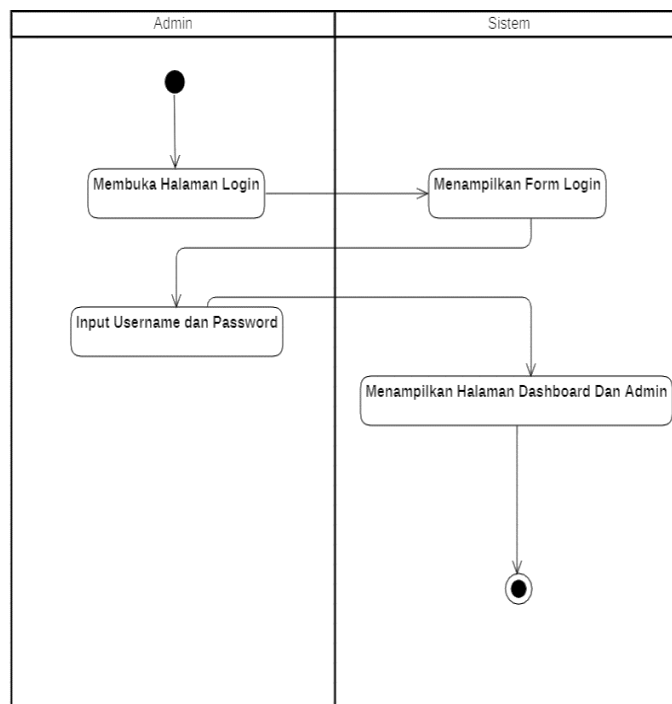 Admin
Sistem
Membuka Halaman Login
Menampilkan Form Login
Input Username dan Password
Menampilkan Halaman Dashboard Dan Admin